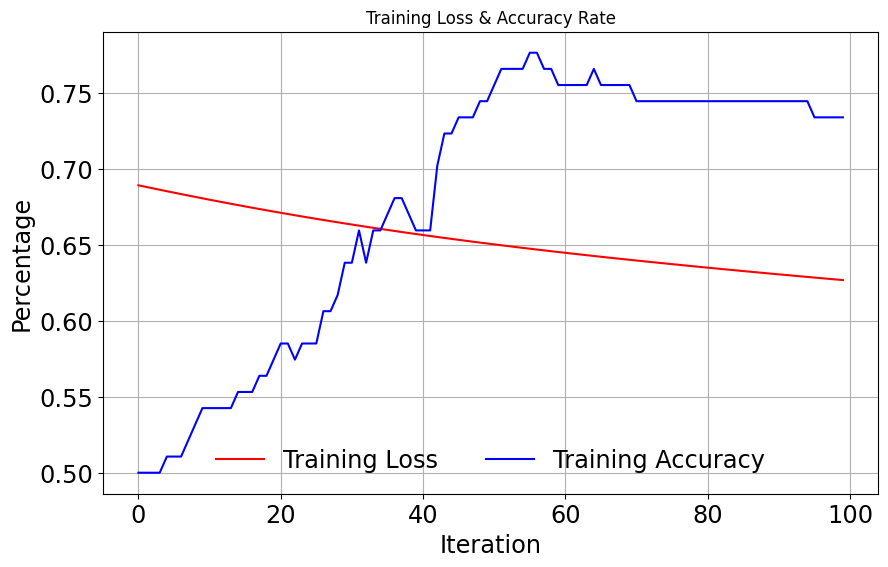 Training Loss & Accuracy Rate
Percentage
0.75
0.70
0.65
0.60
0.55
0.50
Training Loss
Training Accuracy
0 20 40 60 80 100
Iteration